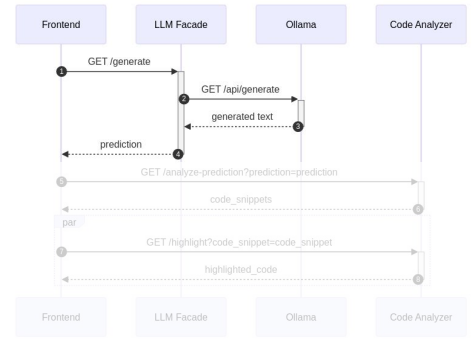 Frontend LLM Facade Ollama Code Analyzer
GET /generate
1
GET /api/generate
2
generated text
3
prediction
4
GET /analyze-prediction?prediction=prediction
5
code_snippets
6
par
GET /highlight?code_snippet=code_snippet
7
highlighted_code
8
Frontend LLM Facade Ollama Code Analyzer